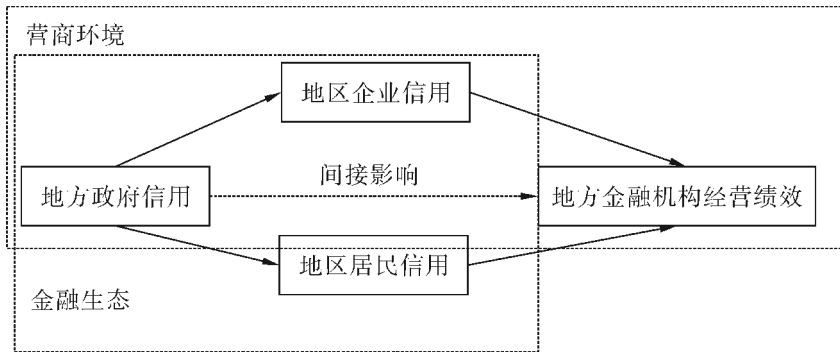 营商环境
地区企业信用
间接影响
地方政府信用
地方金融机构经营绩效
地区居民信用
金融生态